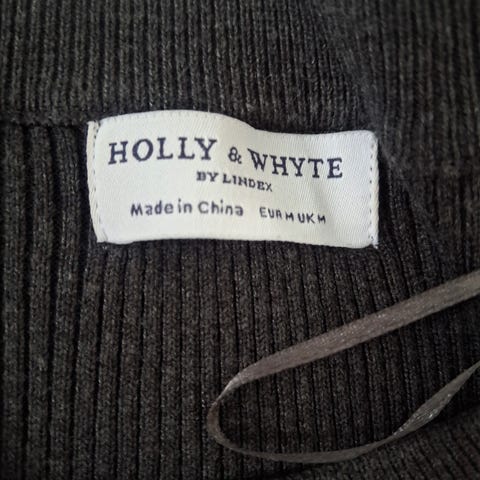 HOLLY & WHYTE
BY LINDEX
Made in China EUR M UK M